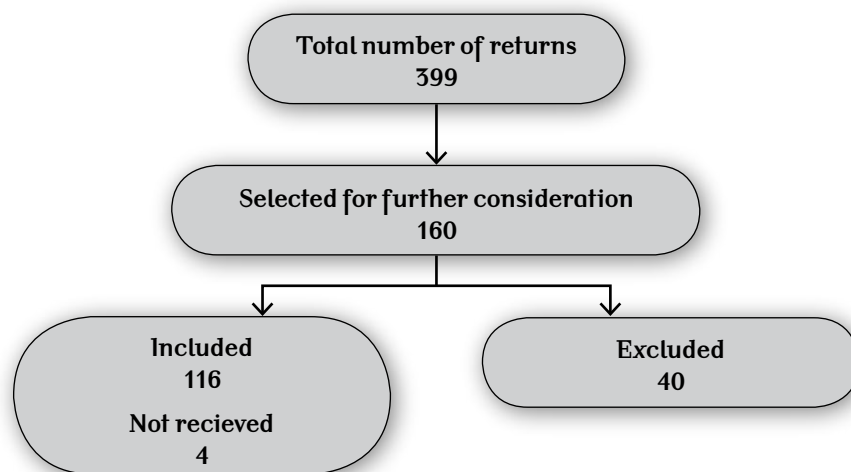 Total number of returns
399
Selected for further consideration
160
Included
116
Not recieved
4
Excluded
40